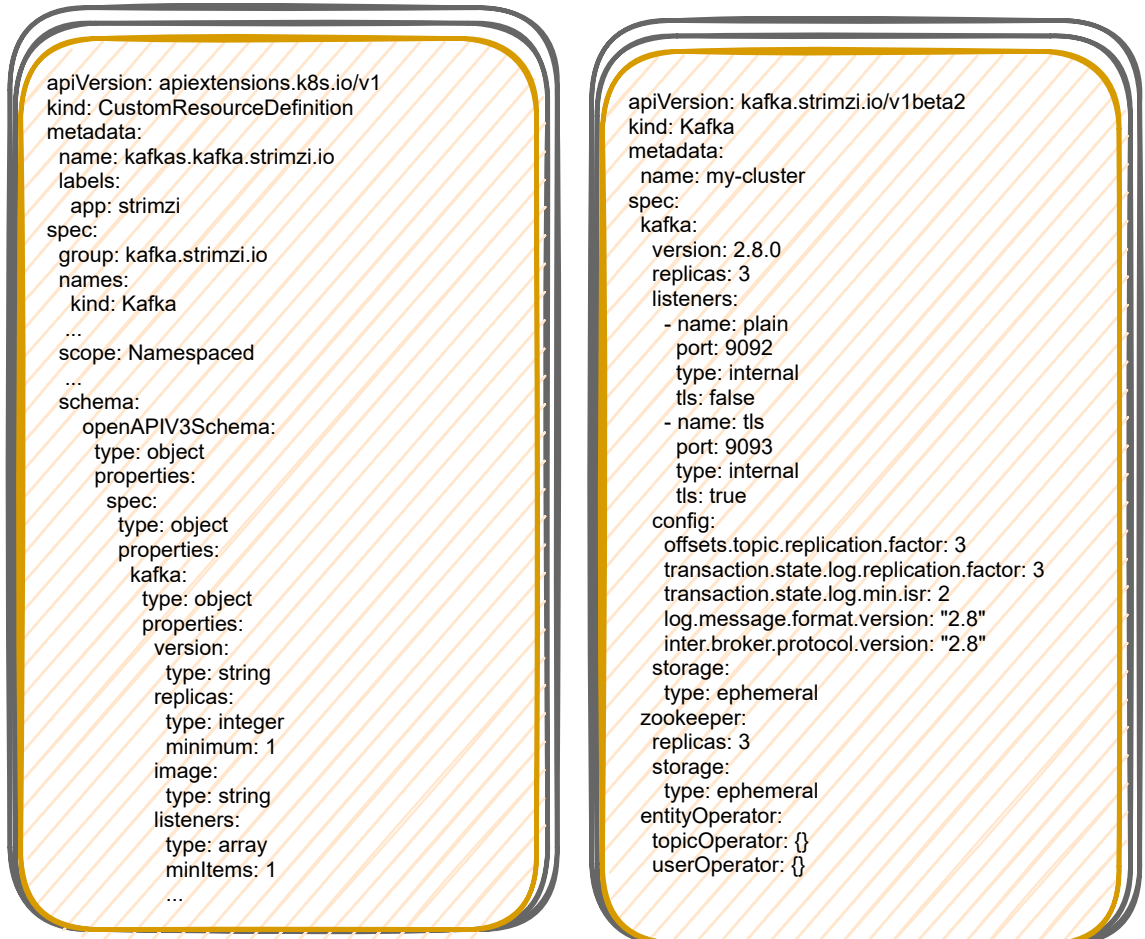 apiVersion: apiextensions.k8s.io/v1
kind: CustomResourceDefinition
metadata:
  name: kafkas.kafka.strimzi.io
  labels:
    app: strimzi
spec:
  group: kafka.strimzi.io
  names:
    kind: Kafka
   ...
  scope: Namespaced
   ...
  schema:
      openAPIV3Schema:
        type: object
        properties:
          spec:
            type: object
            properties:
              kafka:
                type: object
                properties:
                  version:
                    type: string
                  replicas:
                    type: integer
                    minimum: 1
                  image:
                    type: string
                  listeners:
                    type: array
                    minItems: 1
                    ...
apiVersion: kafka.strimzi.io/v1beta2
kind: Kafka
metadata:
  name: my-cluster
spec:
  kafka:
    version: 2.8.0
    replicas: 3
    listeners:
      - name: plain
        port: 9092
        type: internal
        tls: false
      - name: tls
        port: 9093
        type: internal
        tls: true
    config:
      offsets.topic.replication.factor: 3
      transaction.state.log.replication.factor: 3
      transaction.state.log.min.isr: 2
      log.message.format.version: "2.8"
      inter.broker.protocol.version: "2.8"
    storage:
      type: ephemeral
  zookeeper:
    replicas: 3
    storage:
      type: ephemeral
  entityOperator:
    topicOperator: {}
    userOperator: {}